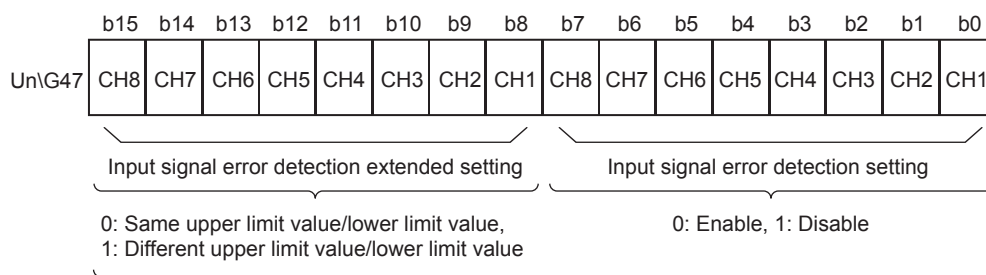 b15 b14 b13 b12 b11 b10 b9 b8 b7 b6 b5 b4 b3 b2 b1 b0
Un\G47 CH8 CH7 CH6 CH5 CH4 CH3 CH2 CH1 CH8 CH7 CH6 CH5 CH4 CH3 CH2 CH1
Input signal error detection extended setting Input signal error detection setting
0: Same upper limit value/lower limit value, 0: Enable, 1: Disable
1: Different upper limit value/lower limit value